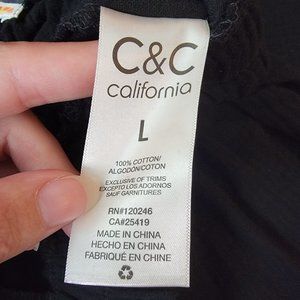 C&C
california
L
100% COTTON/
ALGODON/COTON
EXCLUSIVE OF TRIMS
EXCEPTO LOS ADORNOS
SAUF GARNITURES
RN#120246
CA#25419
MADE IN CHINA
HECHO EN CHINA
FABRIQUÉ EN CHINE